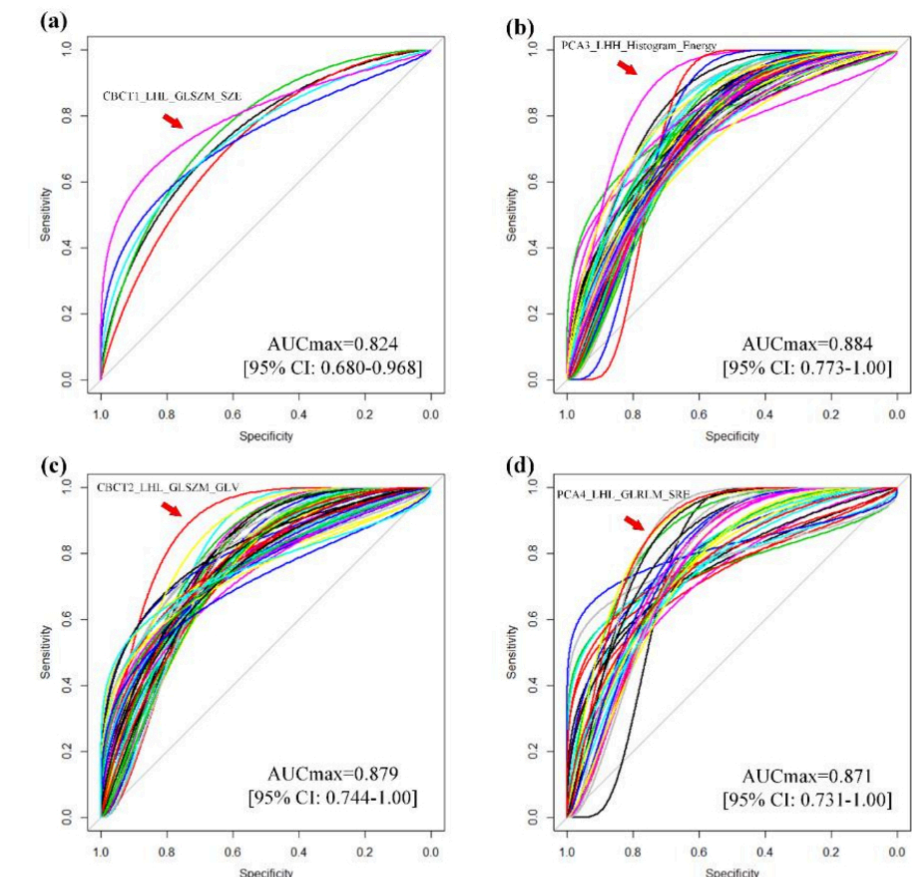 (a)
CBCT1_LHL_GLSZM_SZE
Sensitivity
1.0
0.8
0.6
0.4
0.2
0.0
AUCmax=0.824
[95% CI: 0.680-0.968]
1.0 0.8 0.6 0.4 0.2 0.0
Specificity
(b)
PCA3_LHH_Histogram_Energy
Sensitivity
1.0
0.8
0.6
0.4
0.2
0.0
AUCmax=0.884
[95% CI: 0.773-1.00]
1.0 0.8 0.6 0.4 0.2 0.0
Specificity
(c)
CBCT2_LHL_GLSZM_GLV
Sensitivity
1.0
0.8
0.6
0.4
0.2
0.0
AUCmax=0.879
[95% CI: 0.744-1.00]
1.0 0.8 0.6 0.4 0.2 0.0
Specificity
(d)
PCA4_LHL_GLRLM_SRE
Sensitivity
1.0
0.8
0.6
0.4
0.2
0.0
AUCmax=0.871
[95% CI: 0.731-1.00]
1.0 0.8 0.6 0.4 0.2 0.0
Specificity